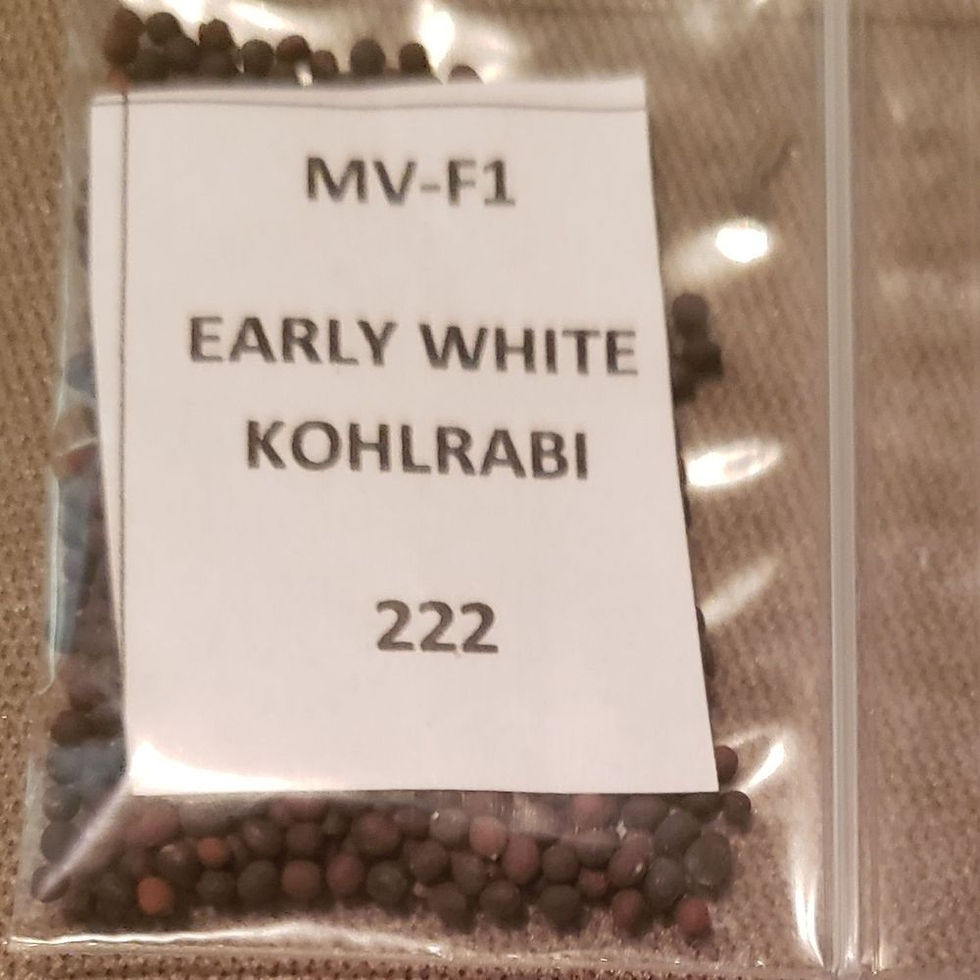 MV-F1
EARLY WHITE
KOHLRABI
222